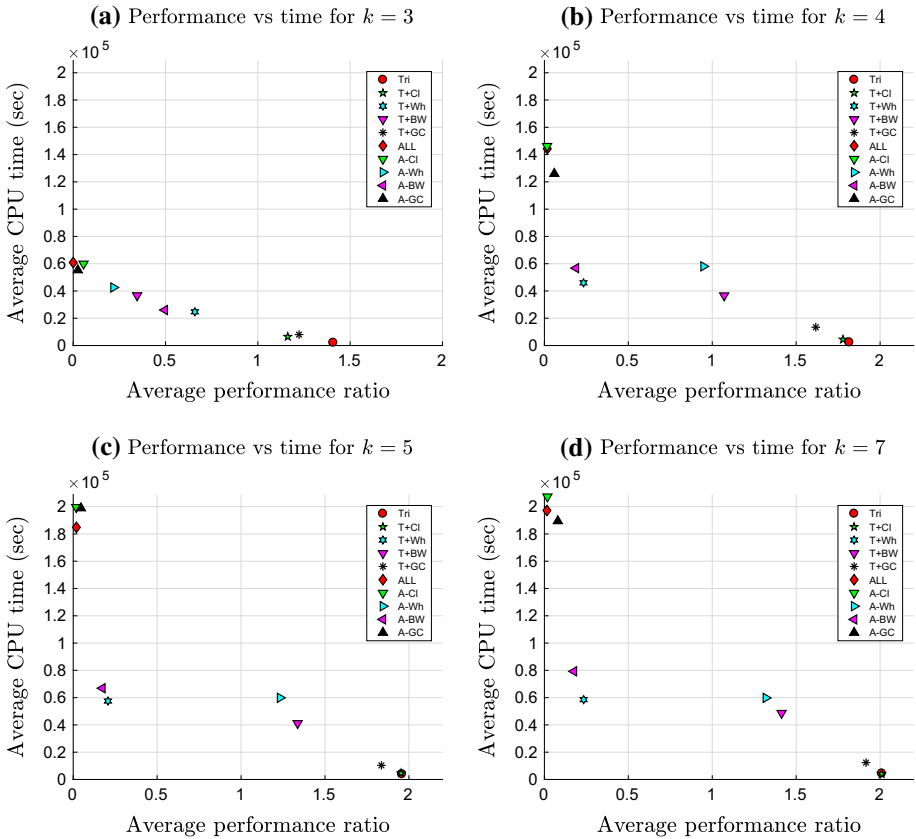 (a) Performance vs time for k = 3
×10 5
2
1.8
1.6
1.4
1.2
1
0.8
0.6
0.4
0.2
0
Average CPU time (sec)
0 0.5 1 1.5 2
Average performance ratio
Tri
T+Cl
T+Wh
T+BW
T+GC
ALL
A-Cl
A-Wh
A-BW
A-GC
(b) Performance vs time for k = 4
×10 5
2
1.8
1.6
1.4
1.2
1
0.8
0.6
0.4
0.2
0
Average CPU time (sec)
0 0.5 1 1.5 2
Average performance ratio
Tri
T+Cl
T+Wh
T+BW
T+GC
ALL
A-Cl
A-Wh
A-BW
A-GC
(c) Performance vs time for k = 5
×10 5
2
1.8
1.6
1.4
1.2
1
0.8
0.6
0.4
0.2
0
Average CPU time (sec)
0 0.5 1 1.5 2
Average performance ratio
Tri
T+Cl
T+Wh
T+BW
T+GC
ALL
A-Cl
A-Wh
A-BW
A-GC
(d) Performance vs time for k = 7
×10 5
2
1.8
1.6
1.4
1.2
1
0.8
0.6
0.4
0.2
0
Average CPU time (sec)
0 0.5 1 1.5 2
Average performance ratio
Tri
T+Cl
T+Wh
T+BW
T+GC
ALL
A-Cl
A-Wh
A-BW
A-GC